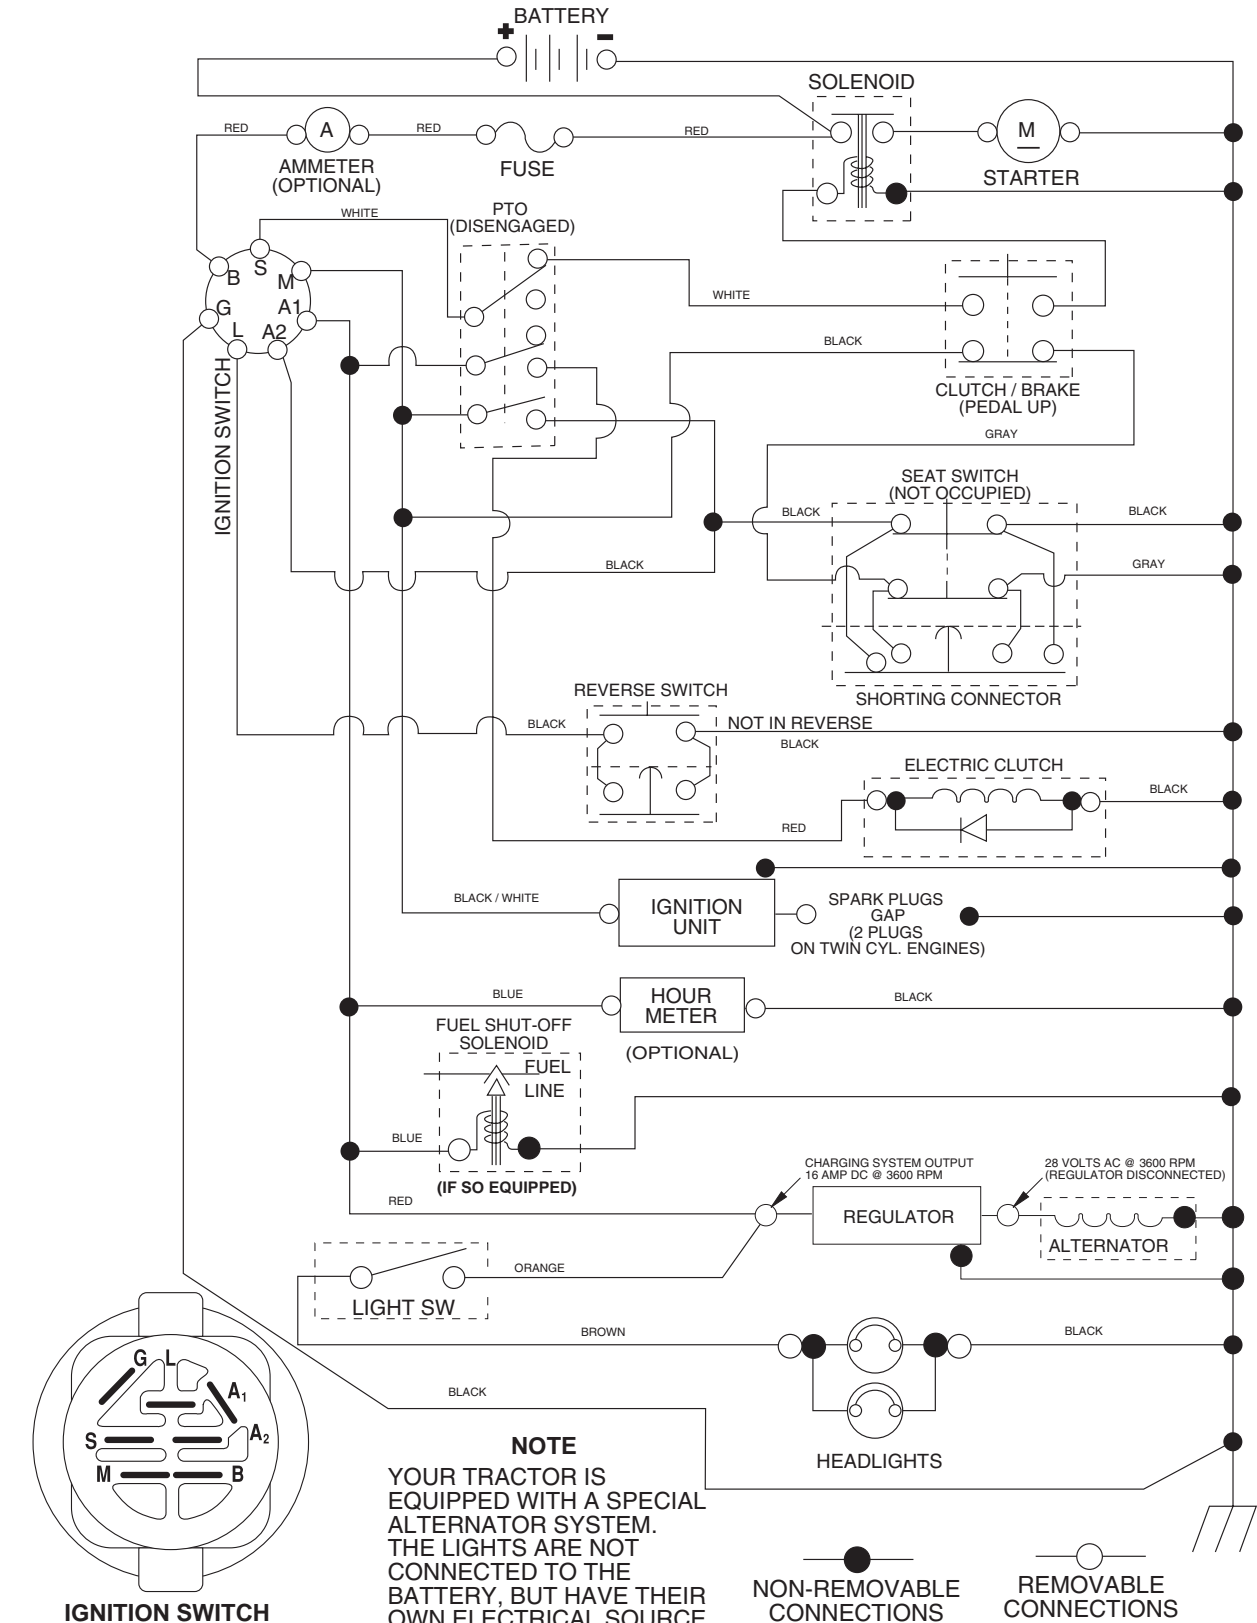 BATTERY
+
−
SOLENOID
RED
A
RED
RED
M
AMMETER
(OPTIONAL)
FUSE
STARTER
WHITE
PTO
(DISENGAGED)
B
S
M
G
A1
L
A2
IGNITION SWITCH
WHITE
BLACK
CLUTCH / BRAKE
(PEDAL UP)
GRAY
SEAT SWITCH
(NOT OCCUPIED)
BLACK
BLACK
BLACK
GRAY
SHORTING CONNECTOR
REVERSE SWITCH
BLACK
NOT IN REVERSE
BLACK
ELECTRIC CLUTCH
BLACK
RED
BLACK / WHITE
IGNITION
UNIT
SPARK PLUGS
GAP
(2 PLUGS
ON TWIN CYL. ENGINES)
BLUE
HOUR
METER
BLACK
(OPTIONAL)
FUEL SHUT-OFF
SOLENOID
FUEL
LINE
BLUE
(IF SO EQUIPPED)
CHARGING SYSTEM OUTPUT
16 AMP DC @ 3600 RPM
28 VOLTS AC @ 3600 RPM
(REGULATOR DISCONNECTED)
RED
REGULATOR
ALTERNATOR
ORANGE
LIGHT SW
BROWN
BLACK
HEADLIGHTS
BLACK
G
L
A1
S
A2
M
B
IGNITION SWITCH
NOTE
YOUR TRACTOR IS
EQUIPPED WITH A SPECIAL
ALTERNATOR SYSTEM.
THE LIGHTS ARE NOT
CONNECTED TO THE
BATTERY, BUT HAVE THEIR
OWN ELECTRICAL SOURCE
NON-REMOVABLE
CONNECTIONS
REMOVABLE
CONNECTIONS